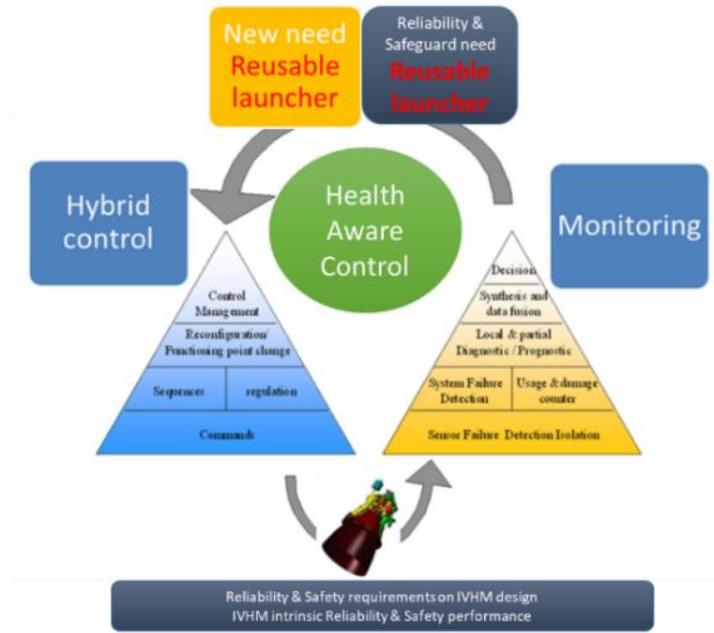 New need
Reusable
launcher
Reliability &
Safeguard need
Reusable
launcher
Hybrid
control
Health
Aware
Control
Monitoring
Control
Management
Reconfiguration/
Functioning point change
Sequences
regulation
Commands
Decision
Synthesis and
data fusion
Local & partial
Diagnostic / Prognostic
System Failure
Detection
Usage & damage
counter
Sensor Failure Detection Isolation
Reliability & Safety requirements on IVHM design
IVHM intrinsic Reliability & Safety performance